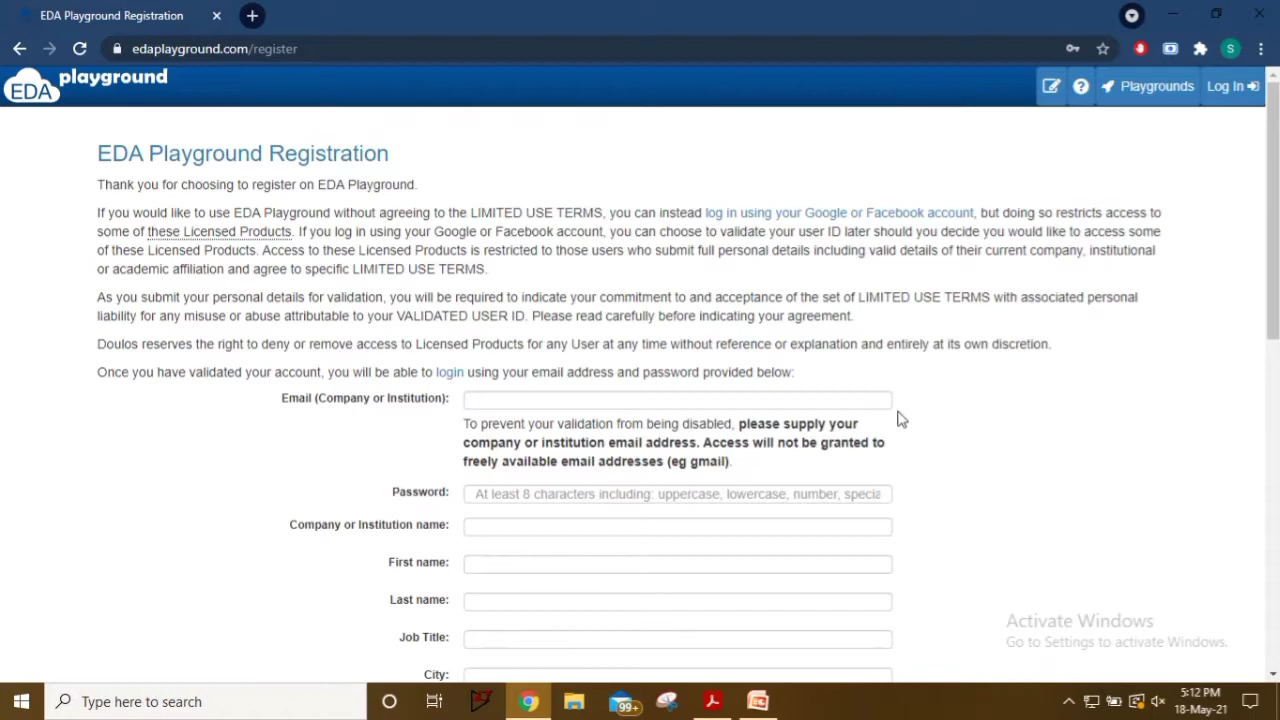 EDA Playground Registration
edaplayground.com/register
S
EDA playground
Playgrounds
Log In
EDA Playground Registration
Thank you for choosing to register on EDA Playground.
If you would like to use EDA Playground without agreeing to the LIMITED USE TERMS, you can instead log in using your Google or Facebook account, but doing so restricts access to
some of these Licensed Products. If you log in using your Google or Facebook account, you can choose to validate your user ID later should you decide you would like to access some
of these Licensed Products. Access to these Licensed Products is restricted to those users who submit full personal details including valid details of their current company, institutional
or academic affiliation and agree to specific LIMITED USE TERMS.
As you submit your personal details for validation, you will be required to indicate your commitment to and acceptance of the set of LIMITED USE TERMS with associated personal
liability for any misuse or abuse attributable to your VALIDATED USER ID. Please read carefully before indicating your agreement.
Doulos reserves the right to deny or remove access to Licensed Products for any User at any time without reference or explanation and entirely at its own discretion.
Once you have validated your account, you will be able to login using your email address and password provided below:
Email (Company or Institution):
To prevent your validation from being disabled, please supply your
company or institution email address. Access will not be granted to
freely available email addresses (eg gmail).
Password:
At least 8 characters including: uppercase, lowercase, number, specia
Company or Institution name:
First name:
Last name:
Job Title:
City:
Activate Windows
Go to Settings to activate Windows.
Type here to search
99+
5:12 PM
18-May-21